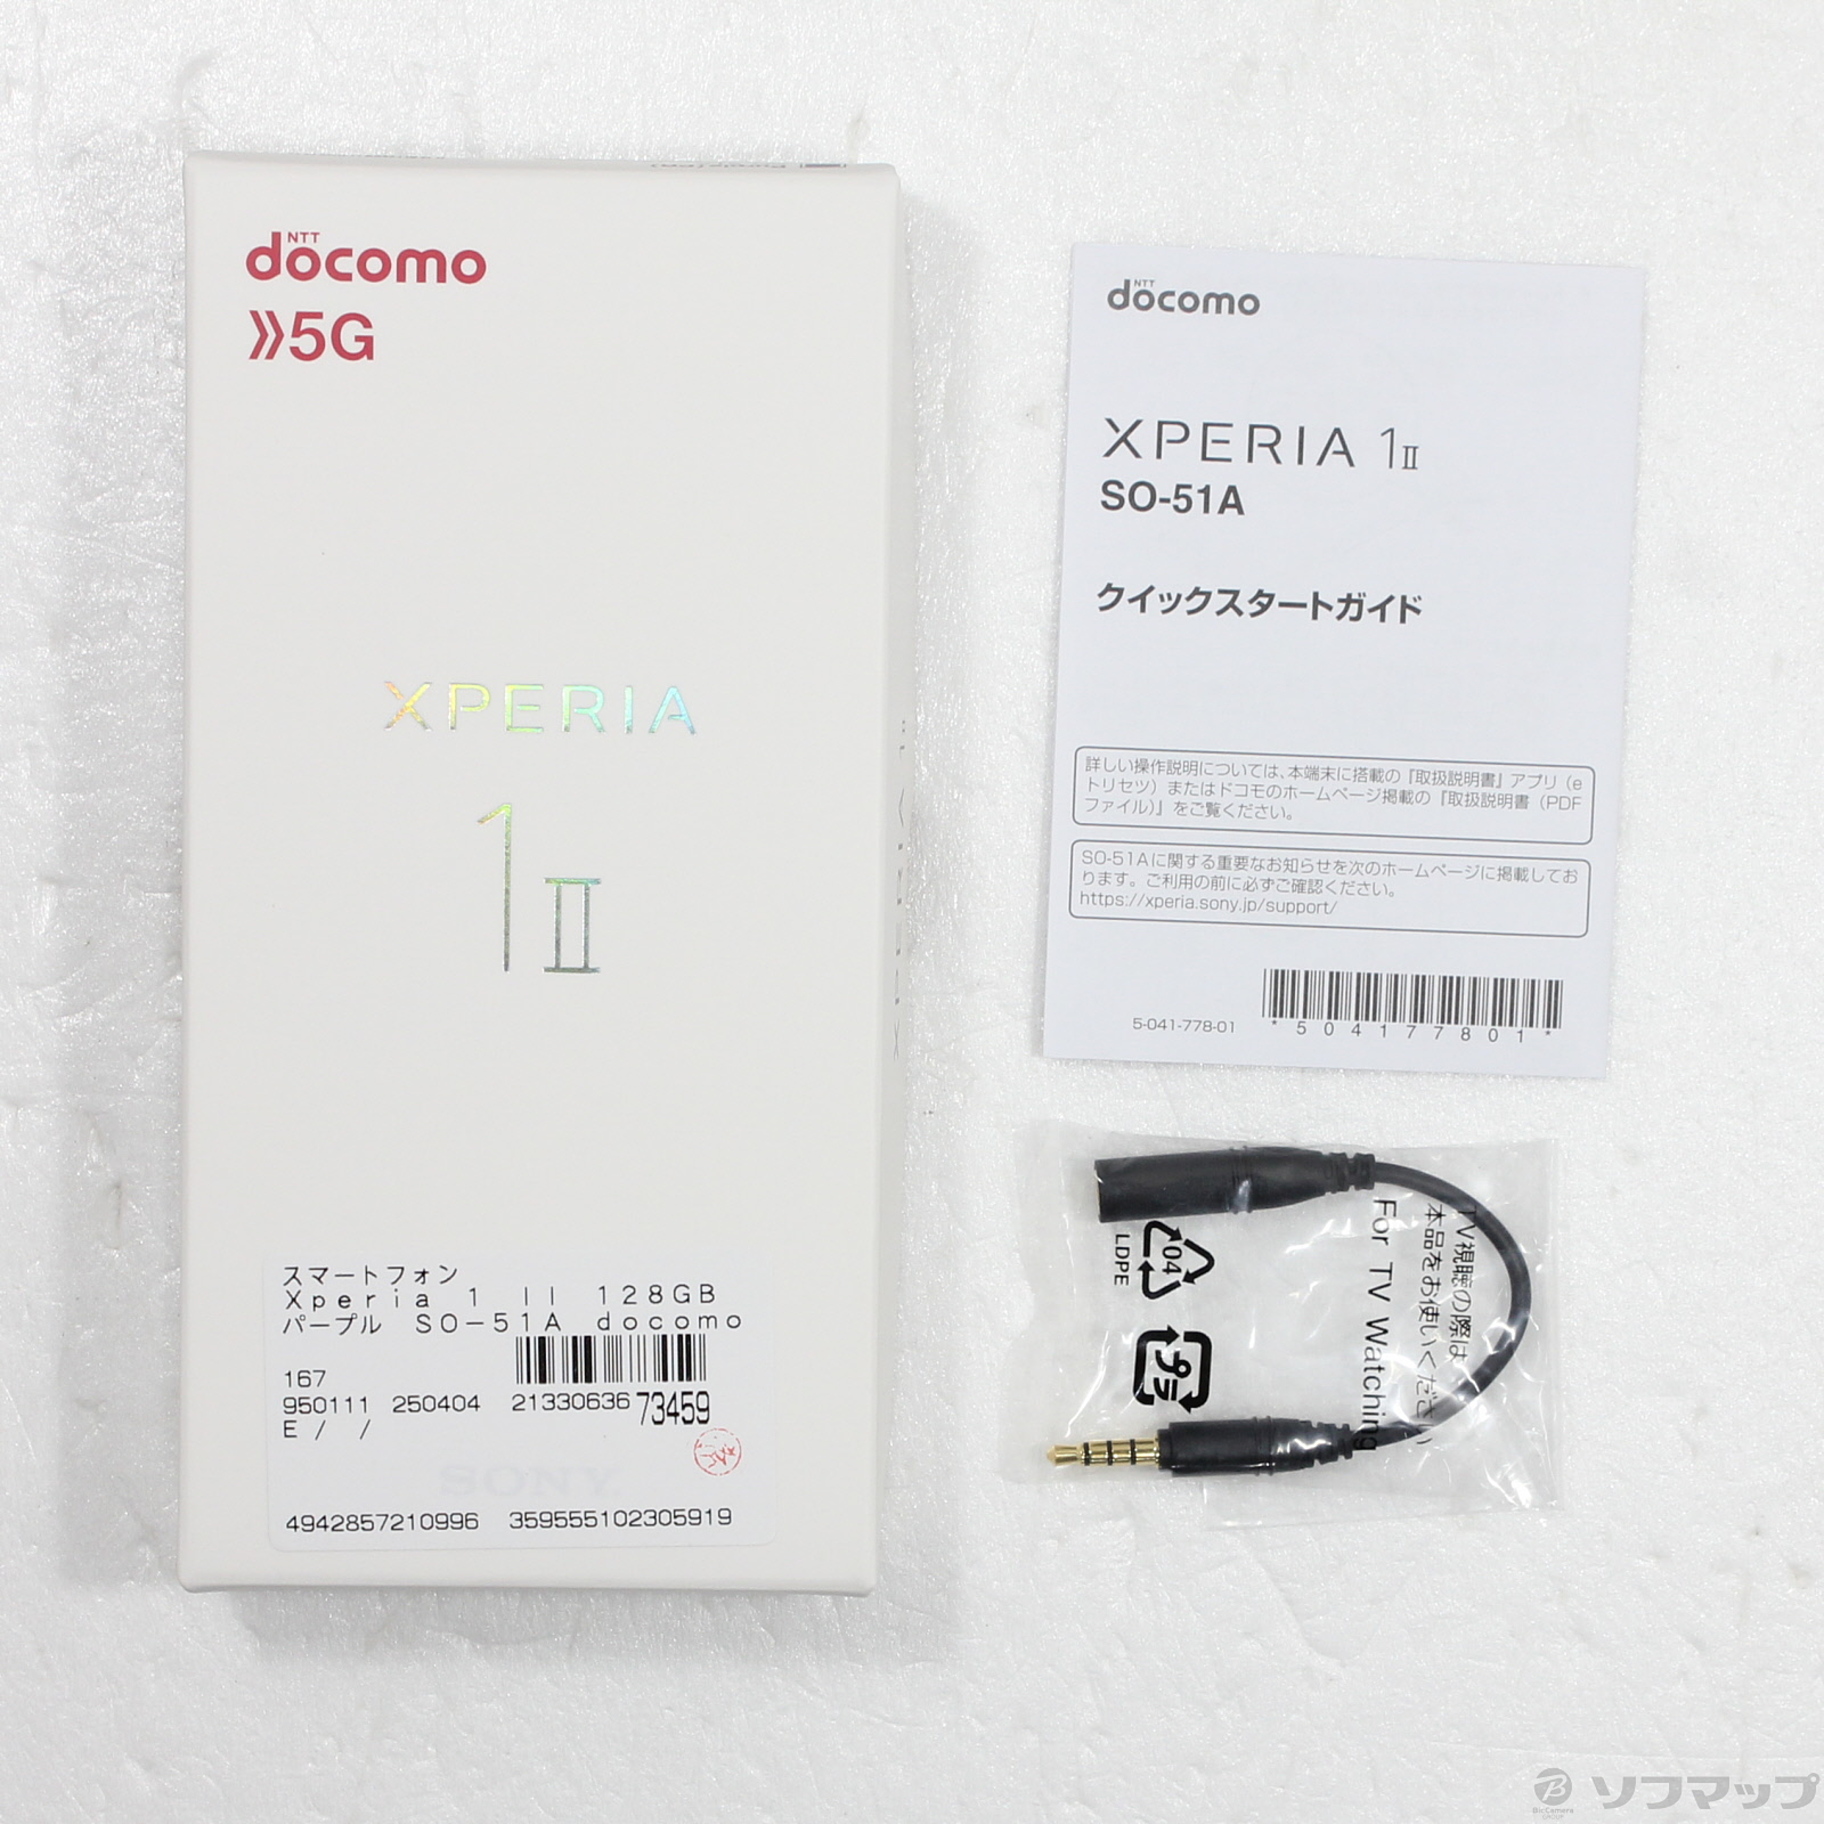 NTT
docomo
5G
XPERIA
1 II
スマートフォン
Xperia 1 II 128GB
パープル SO-51A docomo
167
950111 250404 21330636 73459
E / /
SONY
4942857210996 359555102305919
NTT
docomo
XPERIA 1 II
SO-51A
クイックスタートガイド
詳しい操作説明については、本端末に搭載の『取扱説明書』アプリ（e
トリセツ）またはドコモのホームページ掲載の『取扱説明書（PDF
ファイル）』をご覧ください。
SO-51Aに関する重要なお知らせを次のホームページに掲載してお
ります。ご利用の前に必ずご確認ください。
https://xperia.sony.jp/support/
5-041-778-01
*504177801*
TV視聴の際は
本品をお使いください
For TV Watching
04
LDPE
プラ
BicCamera
GROUP
ソフマップ